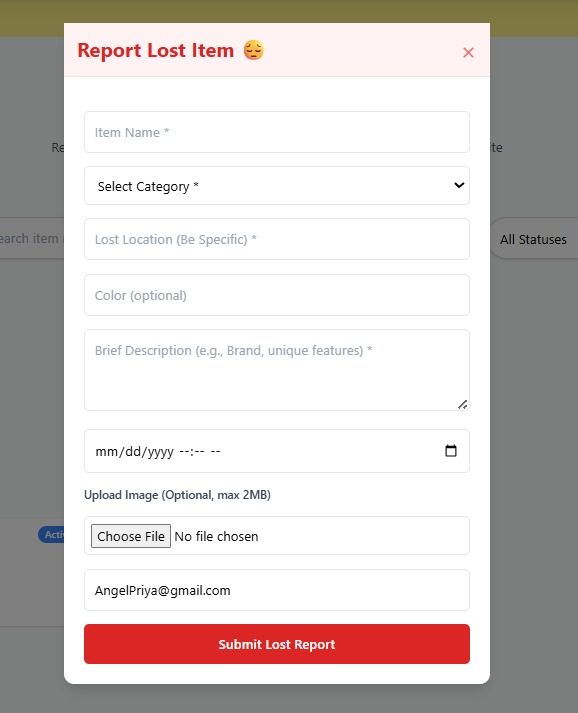 Report Lost Item 😔
×
Item Name *
Re
ite
Select Category *
earch item
Lost Location (Be Specific) *
All Statuses
Color (optional)
Brief Description (e.g., Brand, unique features) *
mm/dd/yyyy --:-- --
Upload Image (Optional, max 2MB)
Choose File No file chosen
Acti
AngelPriya@gmail.com
Submit Lost Report